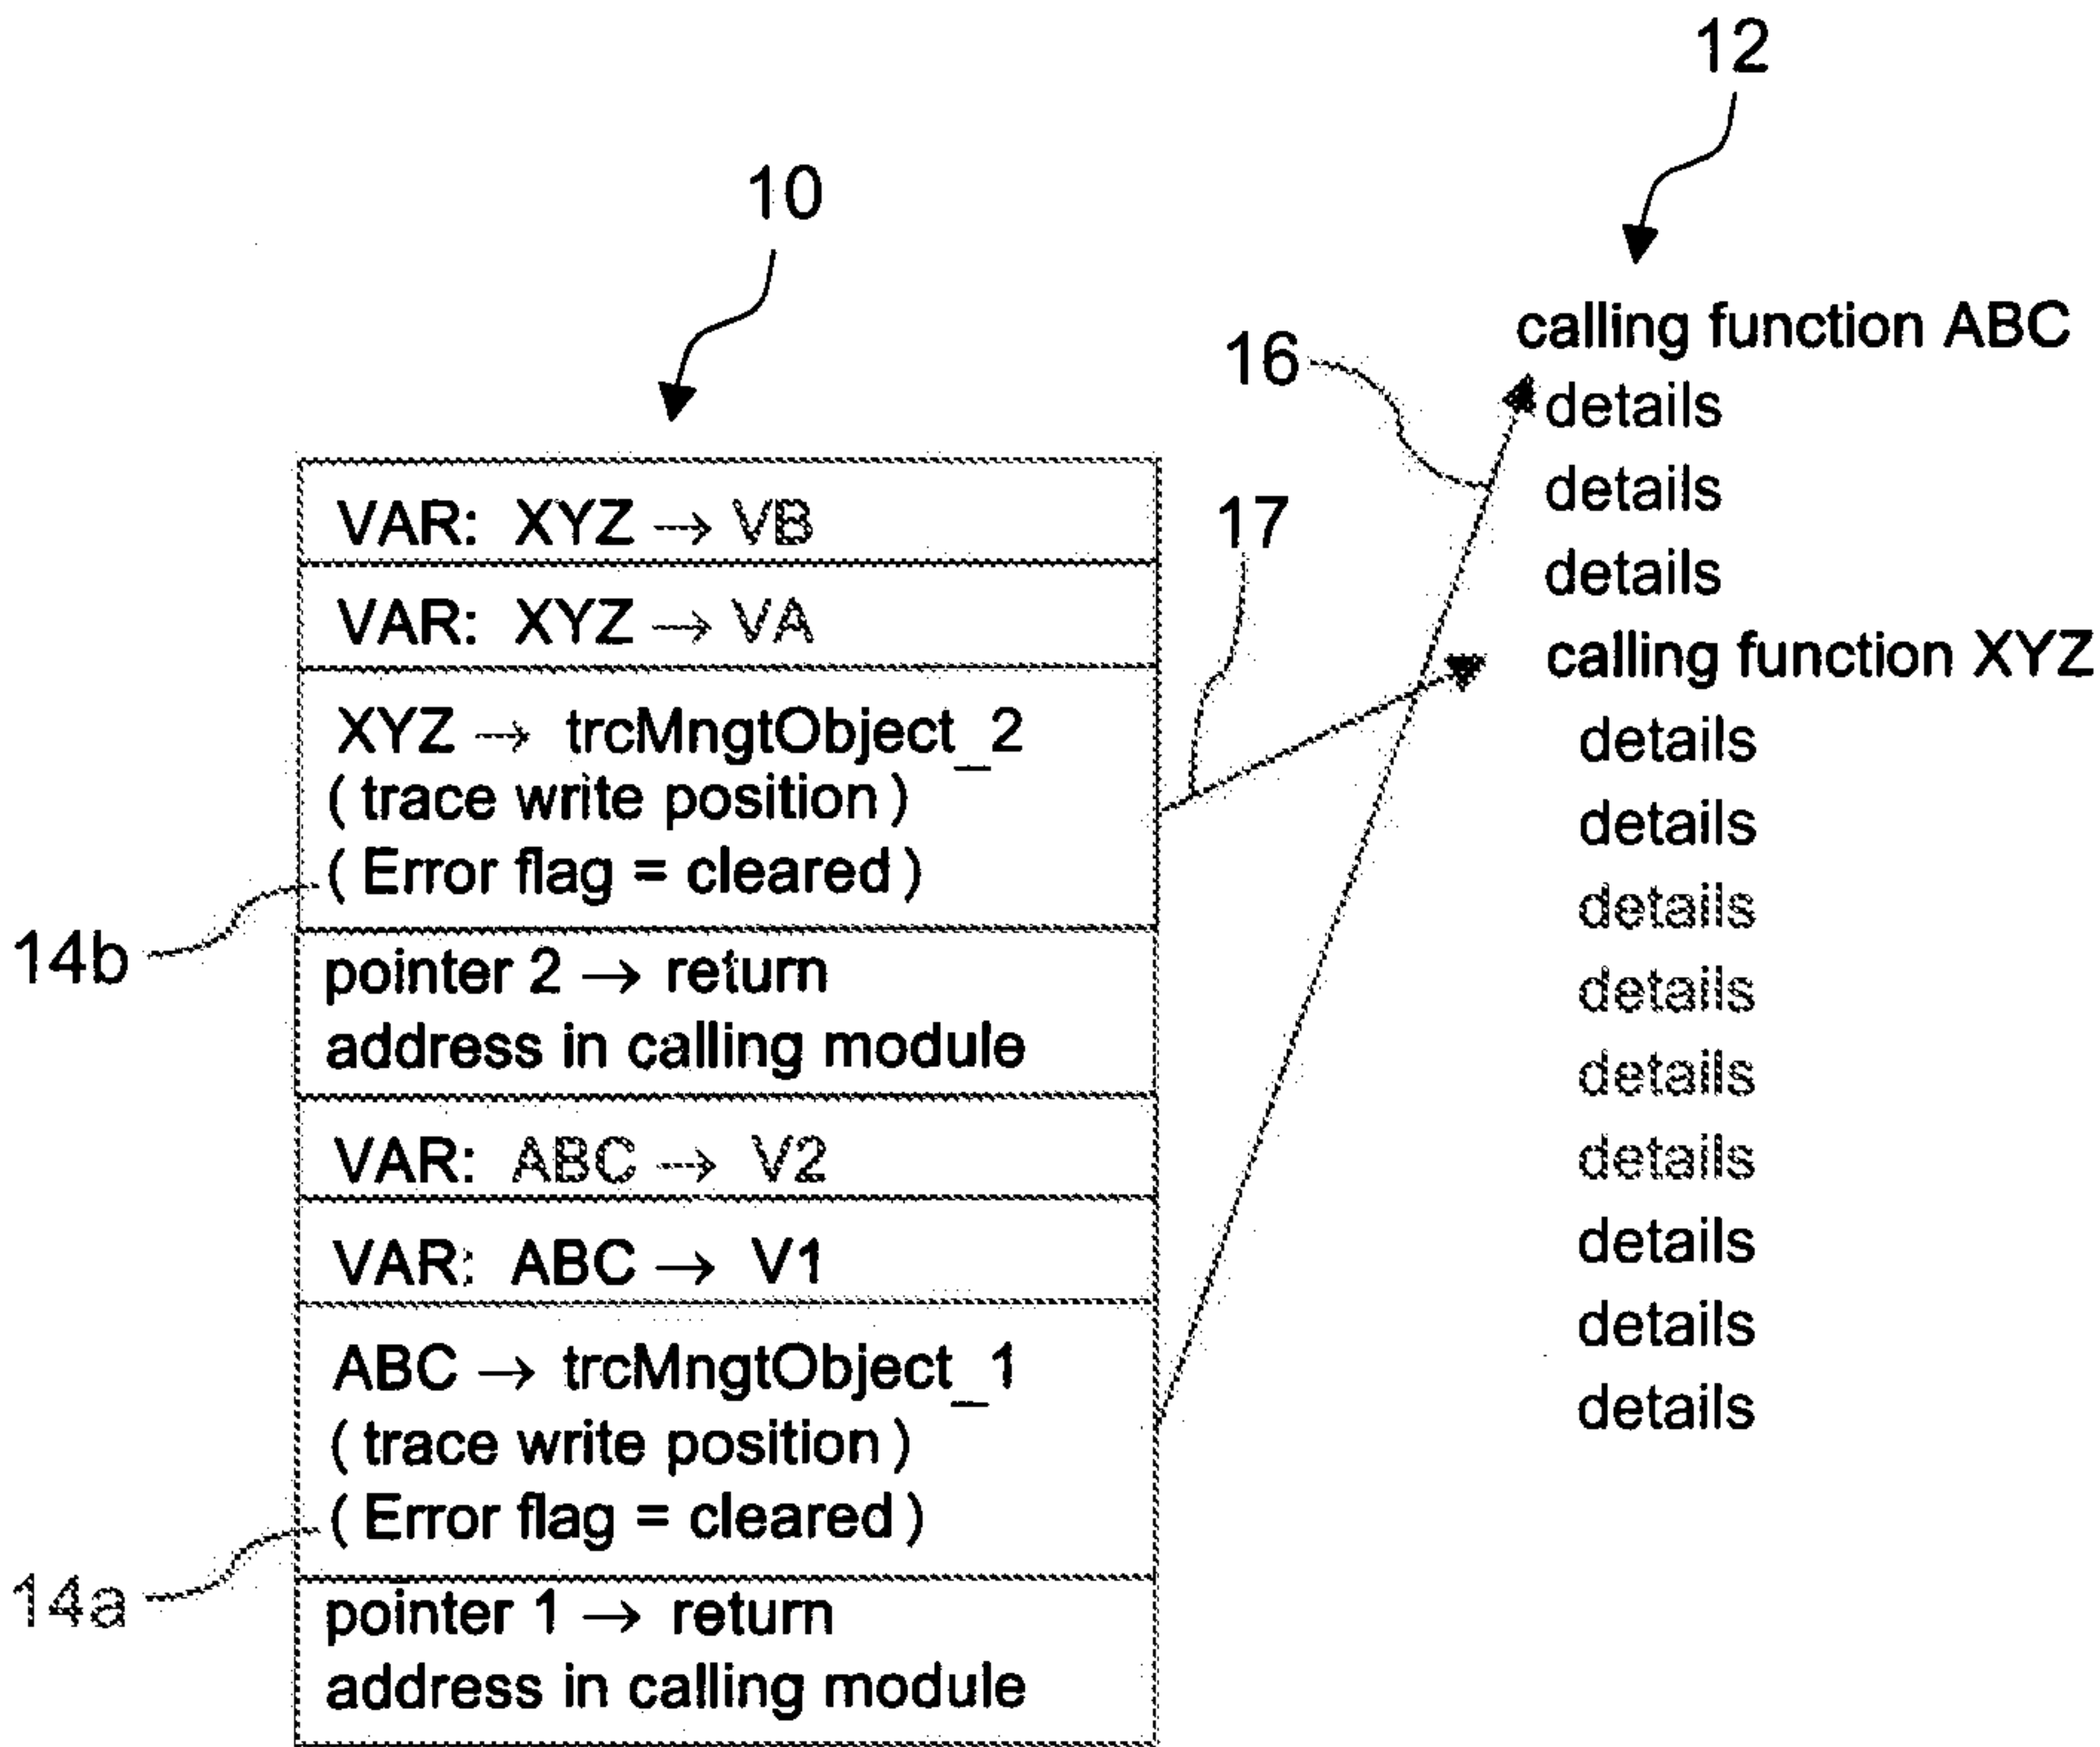 12
10
calling function ABC
16
details
details
17
VAR: XYZ → VB
details
VAR: XYZ → VA
calling function XYZ
XYZ → trcMngtObject_2
( trace write position )
( Error flag = cleared )
14b
pointer 2 → return
address in calling module
VAR: ABC → V2
VAR: ABC → V1
ABC → trcMngtObject_1
( trace write position )
( Error flag = cleared )
14a
pointer 1 → return
address in calling module
details
details
details
details
details
details
details
details
details